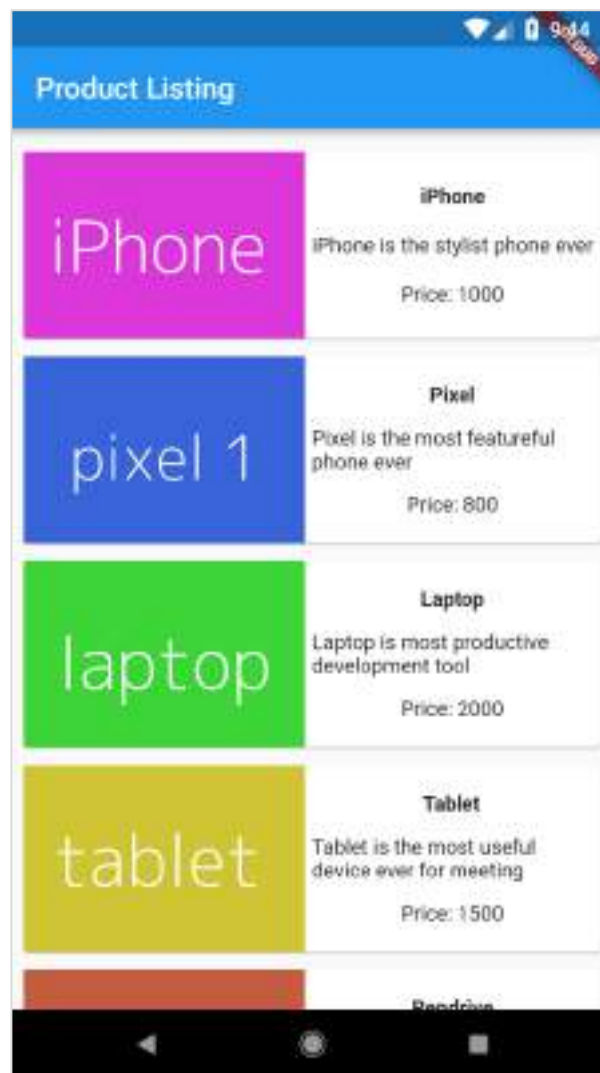 9:44
Product Listing
iPhone
iPhone
iPhone is the stylist phone ever
Price: 1000
pixel 1
Pixel
Pixel is the most featureful
phone ever
Price: 800
laptop
Laptop
Laptop is most productive
development tool
Price: 2000
tablet
Tablet
Tablet is the most useful
device ever for meeting
Price: 1500